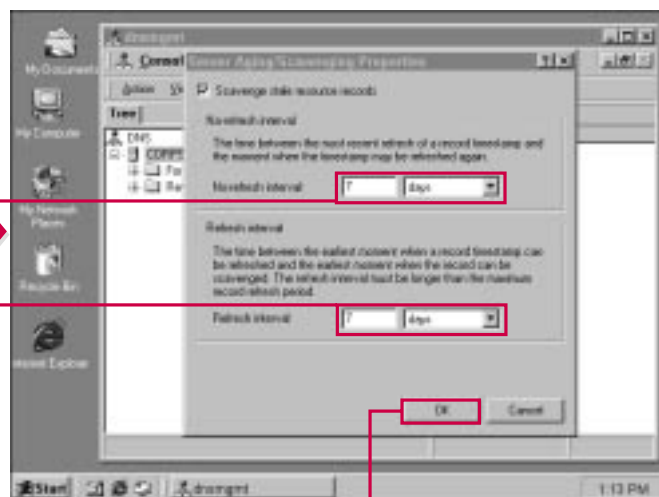 dnsmgmt
Server Aging/Scavenging Properties
My Documents
Console
Action
Scavenge stale resource records
Tree
No-refresh interval
DNS
The time between the most recent refresh of a record timestamp and
the moment when the timestamp may be refreshed again.
My Computer
No-refresh interval:
7
days
My Network
Places
Refresh interval
The time between the earliest moment when a record timestamp can
be refreshed and the earliest moment when the record can be
scavenged. The refresh interval must be longer than the maximum
record refresh period.
Recycle Bin
Refresh interval:
7
days
Internet Explorer
OK
Cancel
Start
dnsmgmt
1:13 PM